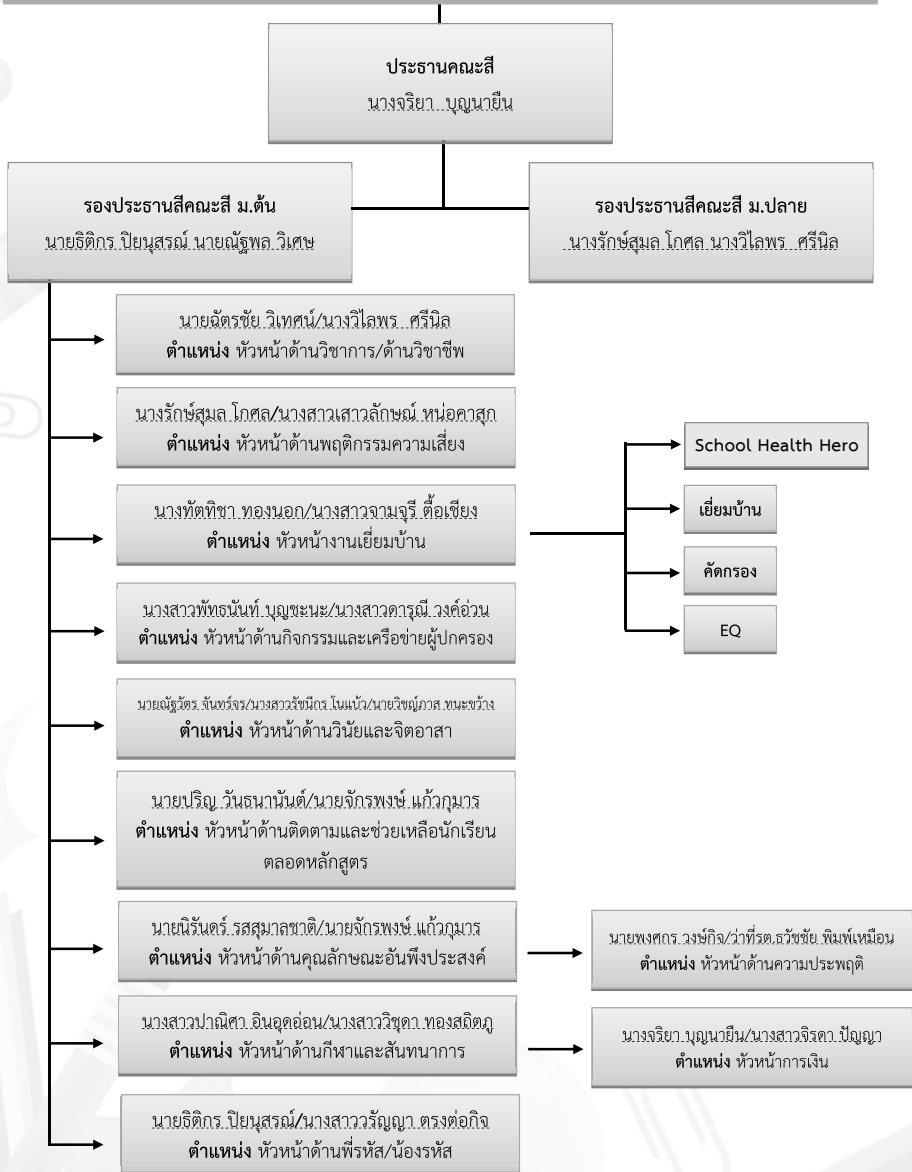 ประธานคณะสี
นางจริยา บุญนายืน
รองประธานสีคณะสี ม.ต้น
นายธิติกร ปิยนุสรณ์ นายณัฐพล วิเศษ
รองประธานสีคณะสี ม.ปลาย
นางรักษ์สุมล โกศล นางวิไลพร ศรีนิล
นายฉัตรชัย วิเทศน์/นางวิไลพร ศรีนิล
ตำแหน่ง หัวหน้าด้านวิชาการ/ด้านวิชาชีพ
นางรักษ์สุมล โกศล/นางสาวเสาวลักษณ์ หน่อคาสุก
ตำแหน่ง หัวหน้าด้านพฤติกรรมความเสี่ยง
นางทัตทิชา ทองนอก/นางสาวจามจุรี ตื้อเชียง
ตำแหน่ง หัวหน้างานเยี่ยมบ้าน
School Health Hero
เยี่ยมบ้าน
คัดกรอง
EQ
นางสาวพัทธนันท์ บุญชะนะ/นางสาวดารุณี วงค์อ่วน
ตำแหน่ง หัวหน้าด้านกิจกรรมและเครือข่ายผู้ปกครอง
นายณัฐวัตร จันทร์จร/นางสาวรัชนีกร โนแน้ว/นายวิชญ์ภาส ทนะขว้าง
ตำแหน่ง หัวหน้าด้านวินัยและจิตอาสา
นายปริญ วันธนานันต์/นายจักรพงษ์ แก้วกุมาร
ตำแหน่ง หัวหน้าด้านติดตามและช่วยเหลือนักเรียน
ตลอดหลักสูตร
นายนิรันดร์ รสสุมาลชาติ/นายจักรพงษ์ แก้วกุมาร
ตำแหน่ง หัวหน้าด้านคุณลักษณะอันพึงประสงค์
นายพงศกร วงษ์กิจ/ว่าที่รต.ธวัชชัย พิมพ์เหมือน
ตำแหน่ง หัวหน้าด้านความประพฤติ
นางสาวปาณิศา อินอุดอ่อน/นางสาววิชุดา ทองสถิตภู
ตำแหน่ง หัวหน้าด้านกีฬาและสันทนาการ
นางจริยา บุญนายืน/นางสาวจิรดา ปัญญา
ตำแหน่ง หัวหน้าการเงิน
นายธิติกร ปิยนุสรณ์/นางสาววรัญญา ตรงต่อกิจ
ตำแหน่ง หัวหน้าด้านพี่รหัส/น้องรหัส